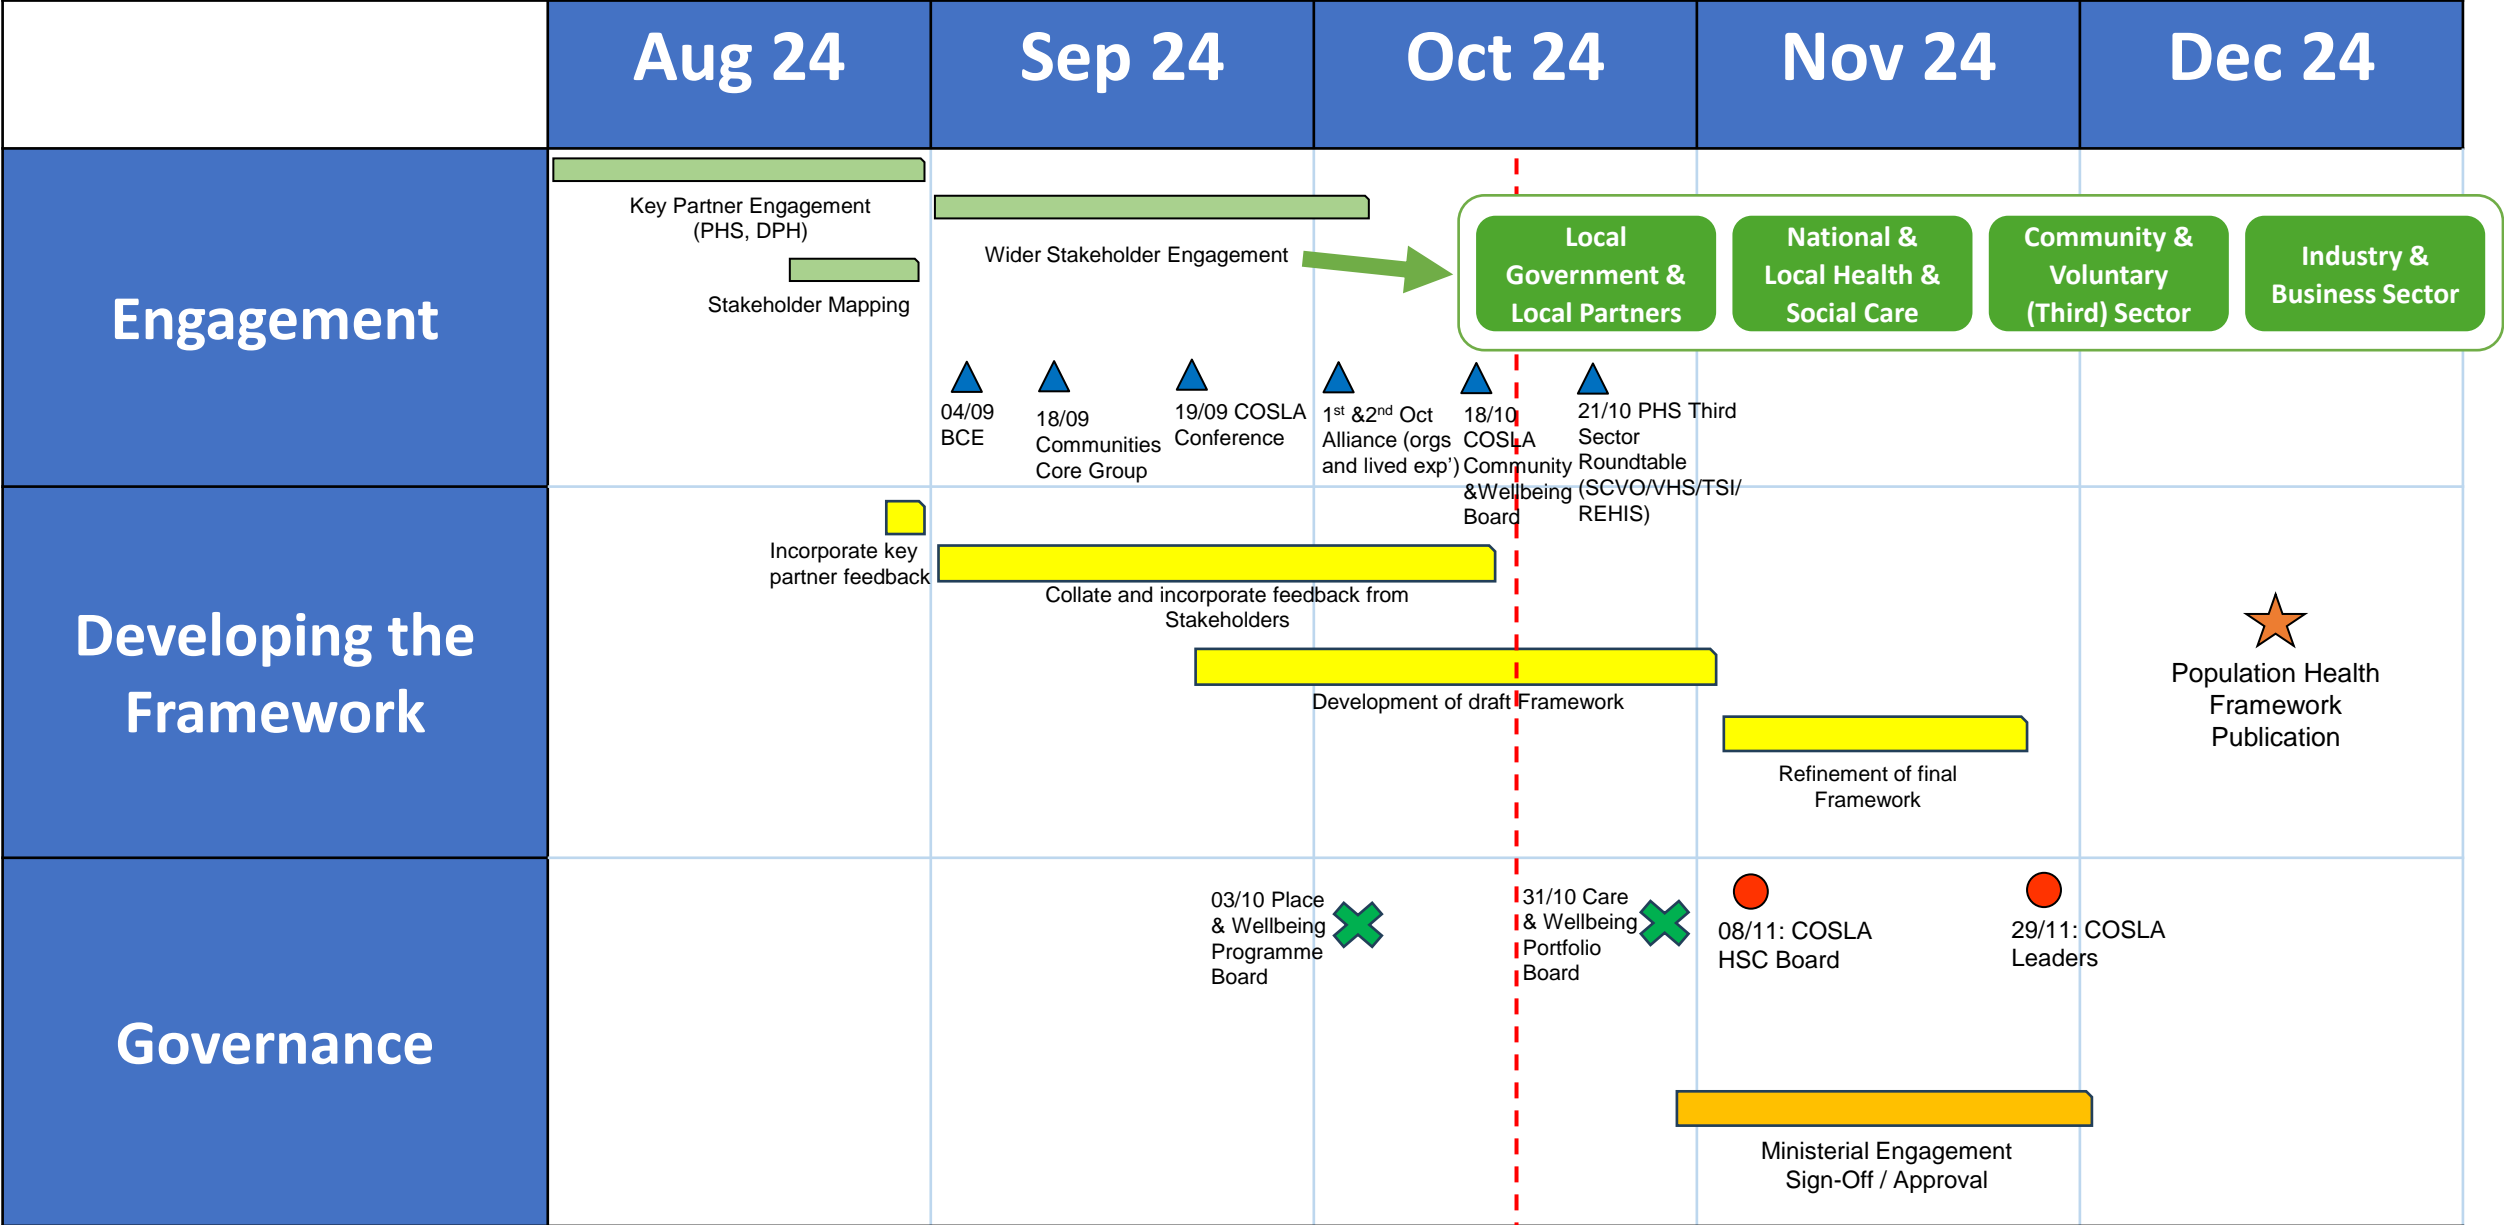 Aug 24
Sep 24
Oct 24
Nov 24
Dec 24
Engagement
Key Partner Engagement
(PHS, DPH)
Stakeholder Mapping
Wider Stakeholder Engagement
Local
Government &
Local Partners
National &
Local Health &
Social Care
Community &
Voluntary
(Third) Sector
Industry &
Business Sector
04/09
BCE
18/09
Communities
Core Group
19/09 COSLA
Conference
1st &2nd Oct
Alliance (orgs
and lived exp')
18/10
COSLA
Community
&Wellbeing
Board
21/10 PHS Third
Sector
Roundtable
(SCVO/VHS/TSI/
REHIS)
Developing the
Framework
Incorporate key
partner feedback
Collate and incorporate feedback from
Stakeholders
Development of draft Framework
Refinement of final
Framework
Population Health
Framework
Publication
Governance
03/10 Place
& Wellbeing
Programme
Board
31/10 Care
& Wellbeing
Portfolio
Board
08/11: COSLA
HSC Board
29/11: COSLA
Leaders
Ministerial Engagement
Sign-Off / Approval